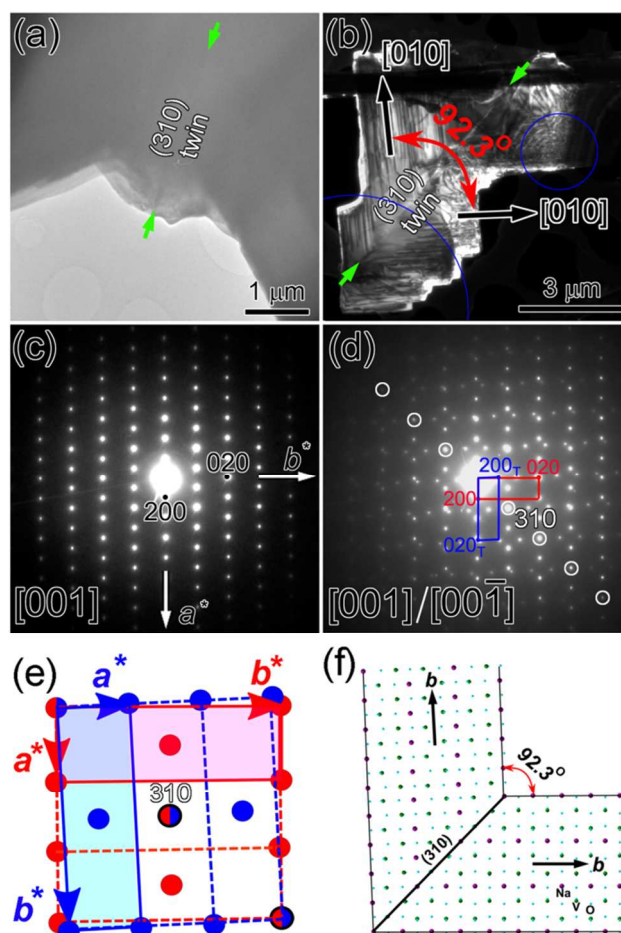 (a)
(310)
twin
1 μm
(b)
[010]
92.3°
(310)
twin
[010]
3 μm
(c)
020
b*
200
[001]
a*
(d)
200T 020
200
310
020T
[001]/[001̄]
(e)
a* b*
a*
310
b*
(f)
b
92.3°
(310)
b
Na
V O